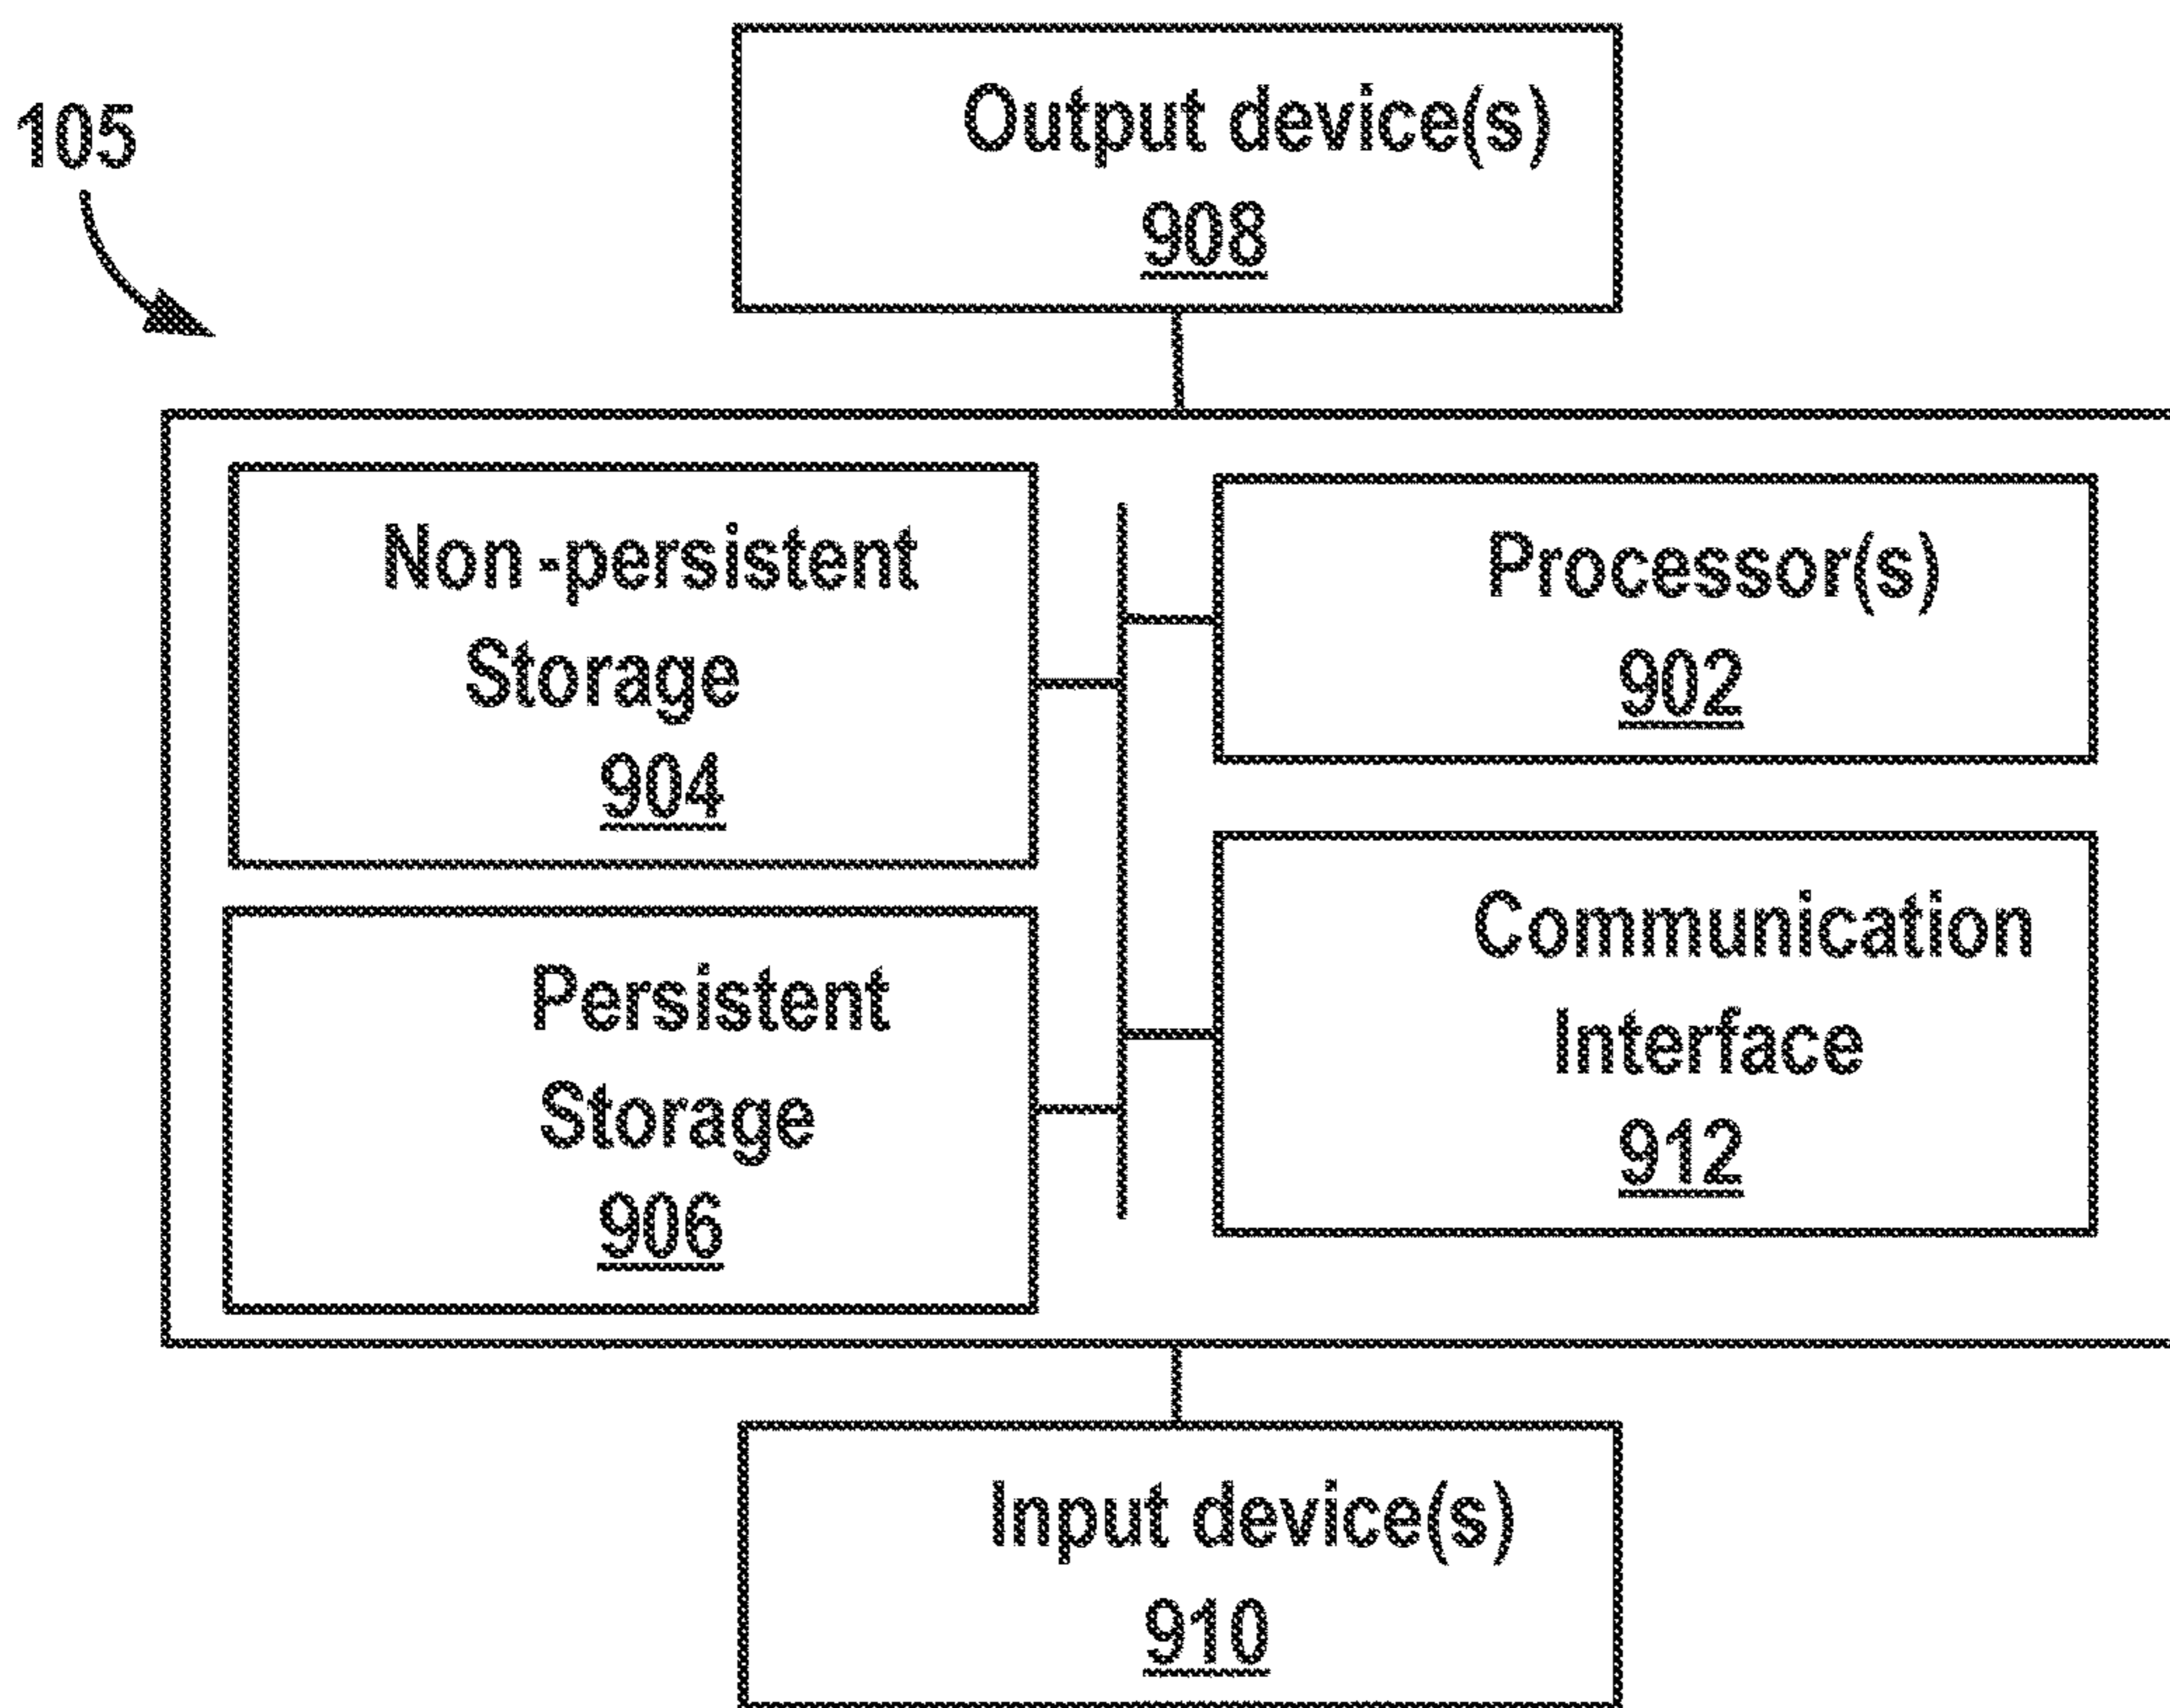 105
Output device(s)
908
Non-persistent
Storage
904
Processor(s)
902
Persistent
Storage
906
Communication
Interface
912
Input device(s)
910